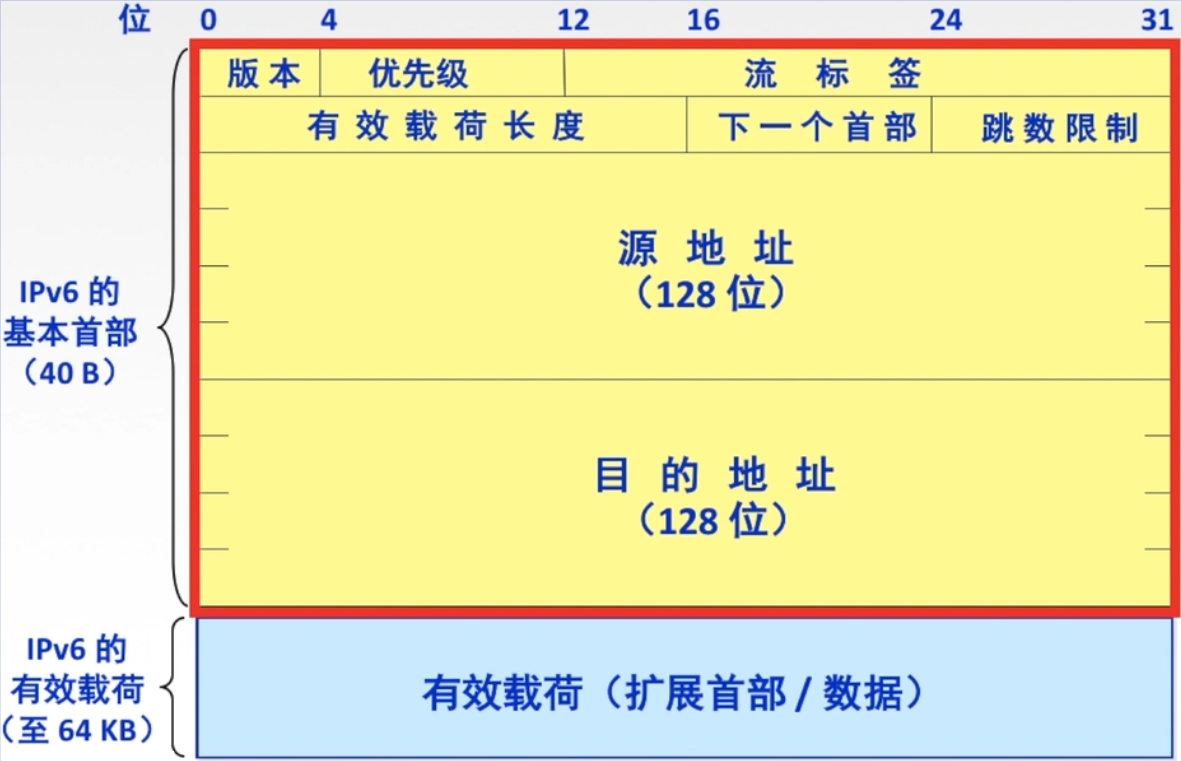 位 0 4 12 16 24 31
版本 优先级 流标签
有效载荷长度 下一个首部 跳数限制
源地址
（128 位）
IPv6 的
基本首部
（40 B）
目的地址
（128 位）
IPv6 的
有效载荷
（至 64 KB）
有效载荷（扩展首部 / 数据）